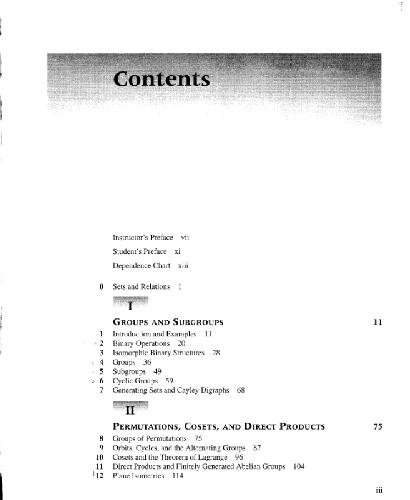 Contents
Instructor's Preface vii
Student's Preface xi
Dependence Chart xiii
0 Sets and Relations 1
I
GROUPS AND SUBGROUPS 11
1 Introduction and Examples 11
2 Binary Operations 20
3 Isomorphic Binary Structures 28
4 Groups 36
5 Subgroups 49
6 Cyclic Groups 59
7 Generating Sets and Cayley Digraphs 68
II
PERMUTATIONS, COSETS, AND DIRECT PRODUCTS 75
8 Groups of Permutations 75
9 Orbits, Cycles, and the Alternating Groups 87
10 Cosets and the Theorem of Lagrange 96
11 Direct Products and Finitely Generated Abelian Groups 104
12 Plane Isometries 114
iii